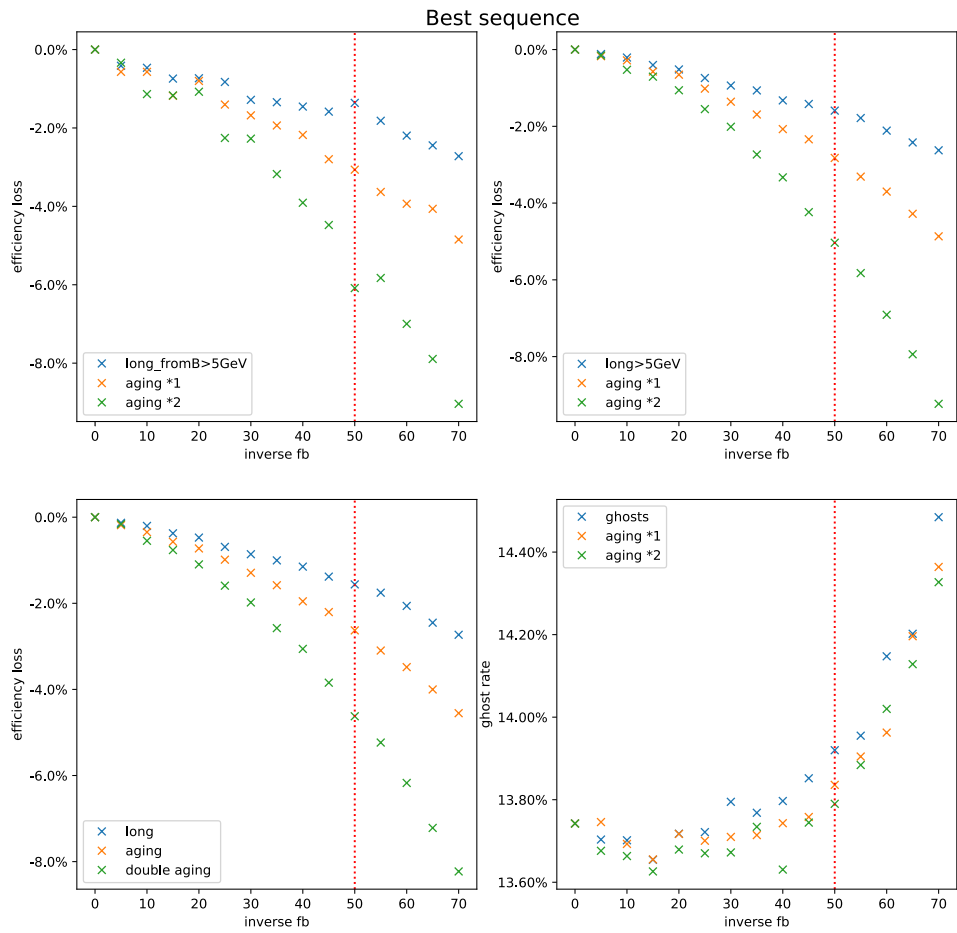 Best sequence
0.0%
-2.0%
-4.0%
-6.0%
-8.0%
efficiency loss
long_fromB>5GeV
aging *1
aging *2
0 10 20 30 40 50 60 70
inverse fb
0.0%
-2.0%
-4.0%
-6.0%
-8.0%
efficiency loss
long>5GeV
aging *1
aging *2
0 10 20 30 40 50 60 70
inverse fb
0.0%
-2.0%
-4.0%
-6.0%
-8.0%
efficiency loss
long
aging
double aging
0 10 20 30 40 50 60 70
inverse fb
ghosts
aging *1
aging *2
14.40%
14.20%
14.00%
13.80%
13.60%
ghost rate
0 10 20 30 40 50 60 70
inverse fb